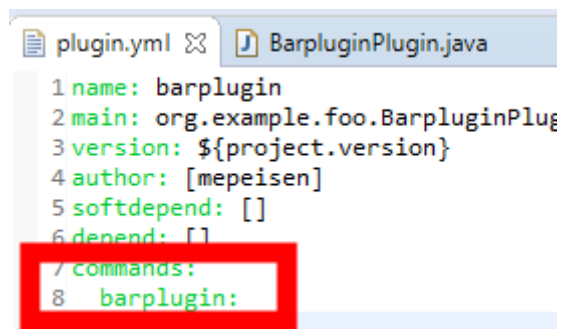 plugin.yml BarpluginPlugin.java
1 name: barplugin
2 main: org.example.foo.BarpluginPlug
3 version: ${project.version}
4 author: [mepeisen]
5 softdepend: []
6 depend: []
7 commands:
8   barplugin: